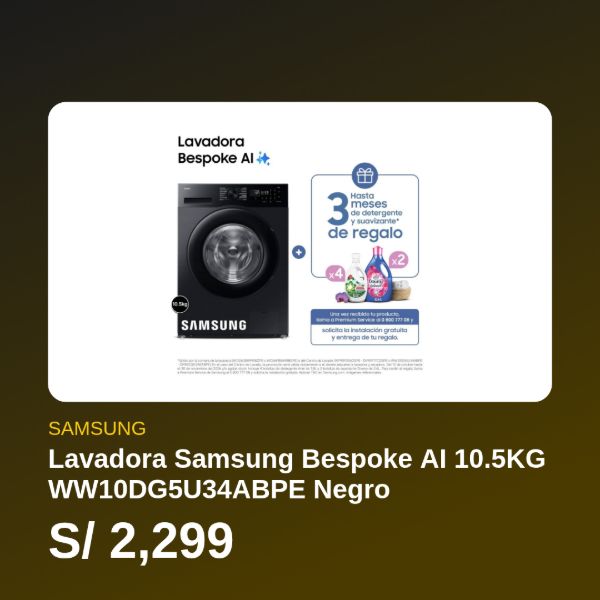 Lavadora
Bespoke AI
Hasta
3 meses
de detergente
y suavizante*
de regalo
x4
x2
10.5kg
SAMSUNG
Una vez recibido tu producto,
llama a Premium Service al 0 800 777 08 y
solicita la instalación gratuita
y entrega de tu regalo.
SAMSUNG
Lavadora Samsung Bespoke AI 10.5KG
WW10DG5U34ABPE Negro
S/ 2,299